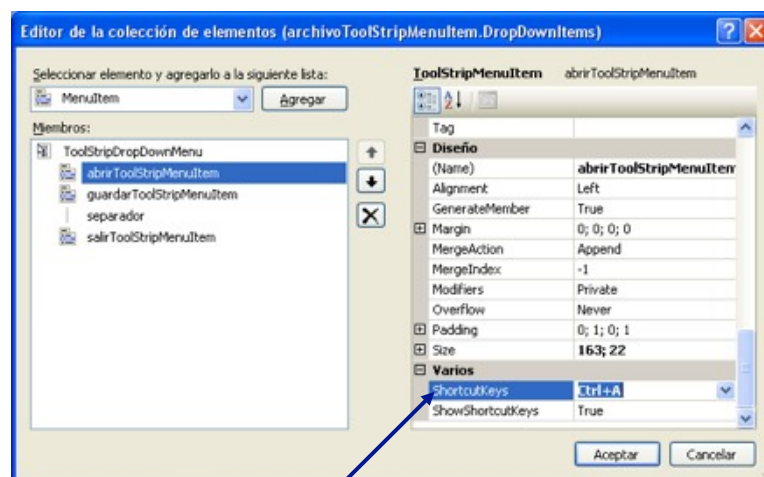 Editor de la colección de elementos (archivoToolStripMenuItem.DropDownItems)
Seleccionar elemento y agregarlo a la siguiente lista:
MenuItem
Agregar
Miembros:
ToolStripDropDownMenu
abrirToolStripMenuItem
guardarToolStripMenuItem
separador
salirToolStripMenuItem
ToolStripMenuItem abrirToolStripMenuItem
Tag
Diseño
(Name) abrirToolStripMenuItem
Alignment Left
GenerateMember True
Margin 0; 0; 0; 0
MergeAction Append
MergeIndex -1
Modifiers Private
Overflow Never
Padding 0; 1; 0; 1
Size 163; 22
Varios
ShortcutKeys Ctrl+A
ShowShortcutKeys True
Aceptar Cancelar